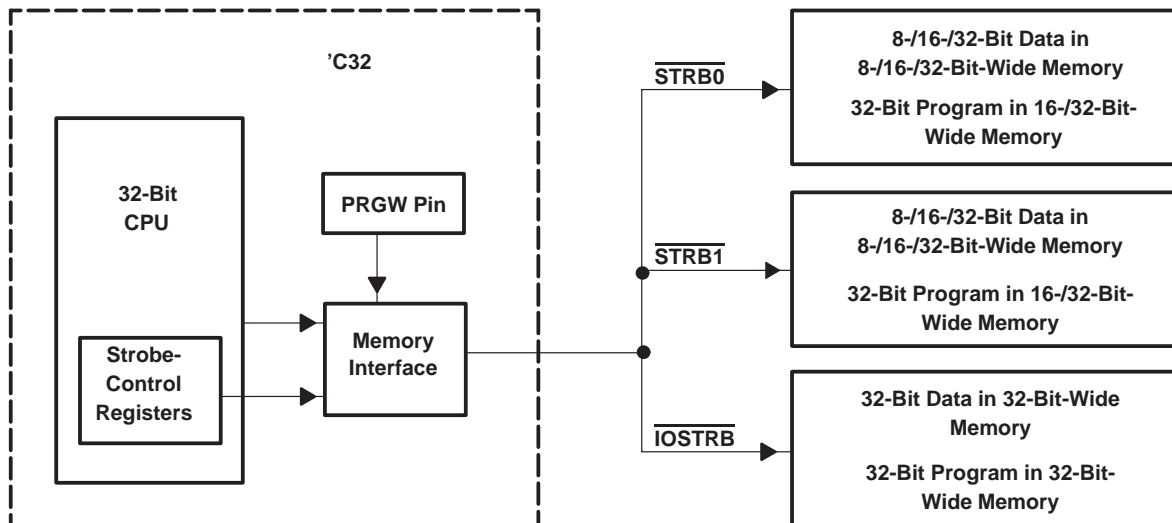 ’C32
32-Bit
CPU
PRGW Pin
Strobe-
Control
Registers
Memory
Interface
STRB0
8-/16-/32-Bit Data in
8-/16-/32-Bit-Wide Memory
32-Bit Program in 16-/32-Bit-
Wide Memory
STRB1
8-/16-/32-Bit Data in
8-/16-/32-Bit-Wide Memory
32-Bit Program in 16-/32-Bit-
Wide Memory
IOSTRB
32-Bit Data in 32-Bit-Wide
Memory
32-Bit Program in 32-Bit-
Wide Memory